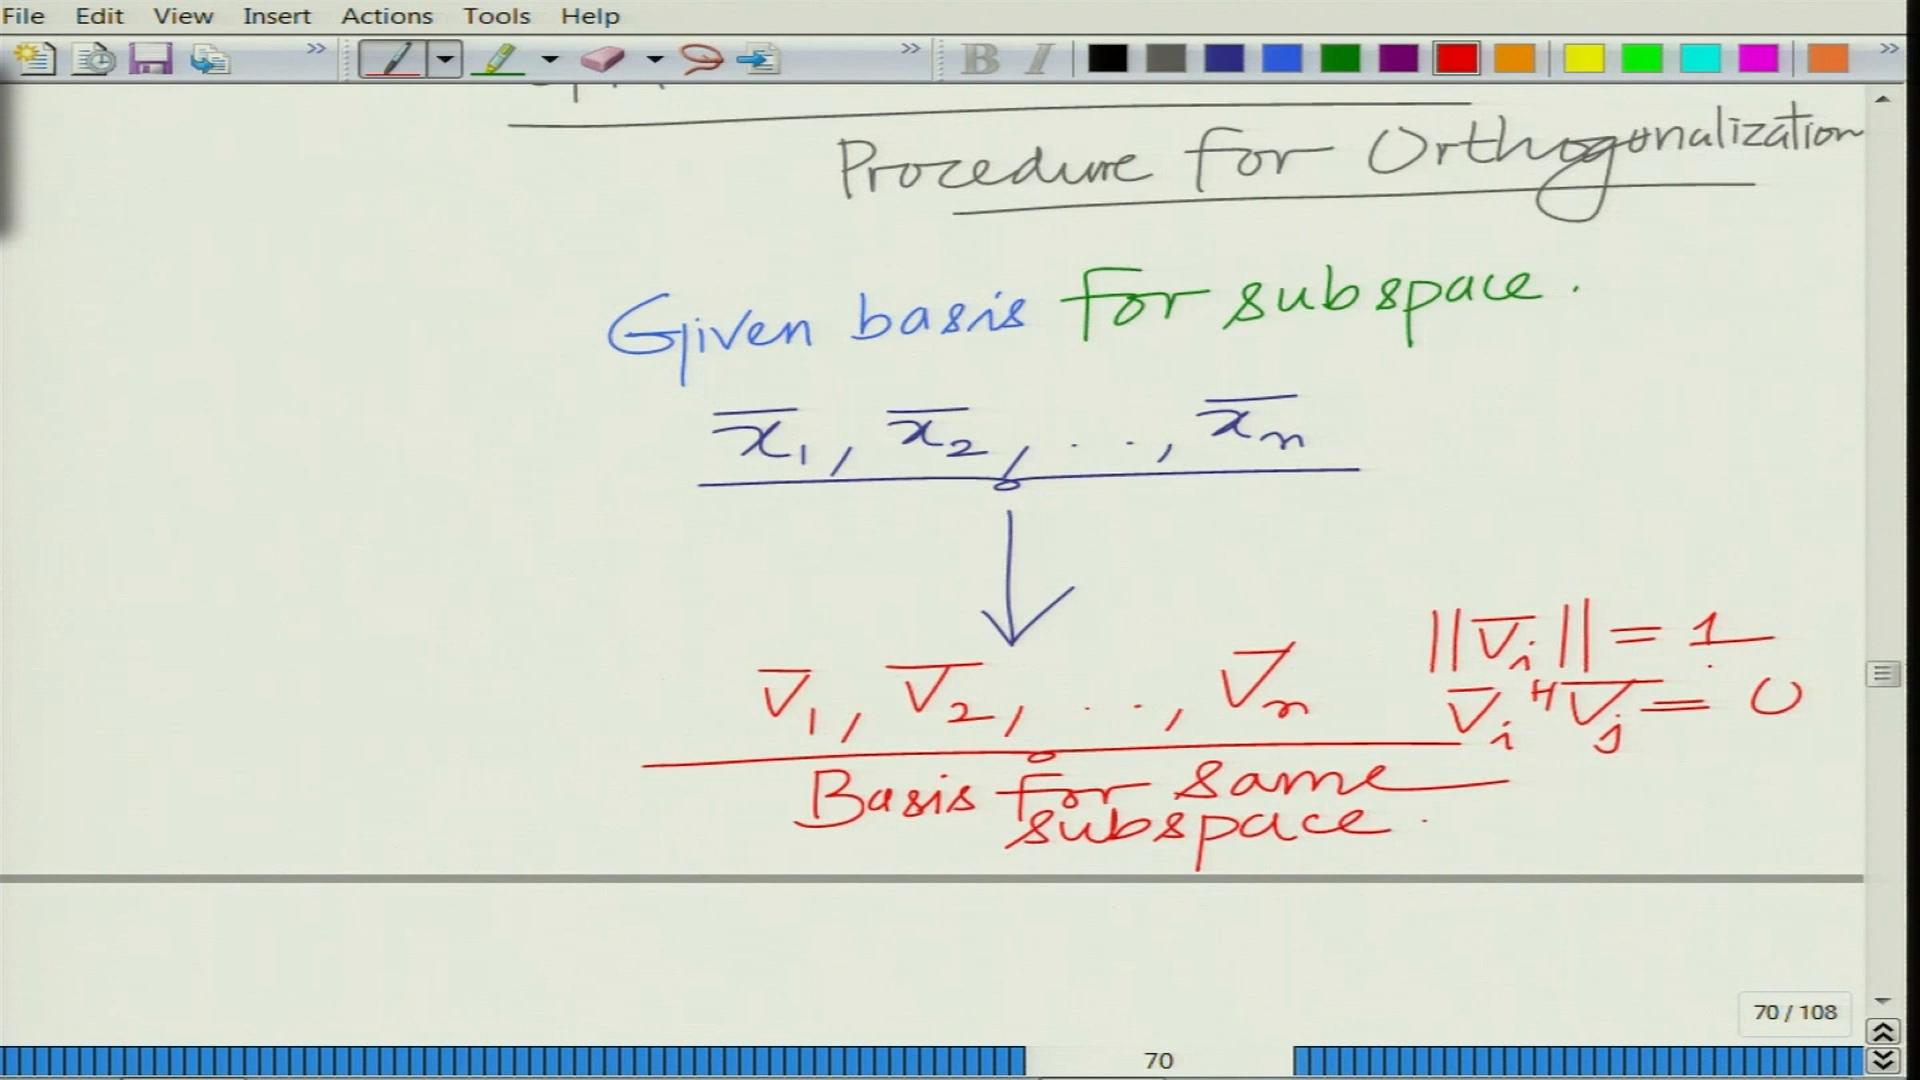 File Edit View Insert Actions Tools Help
B I
Procedure for Orthogonalization
Given basis for subspace.
x̅₁, x̅₂, . . ., x̅ₙ
v̅₁, v̅₂, . . ., v̅ₙ
||v̅ᵢ|| = 1
v̅ᵢᴴ v̅ⱼ = 0
Basis for same
subspace.
70 / 108
70